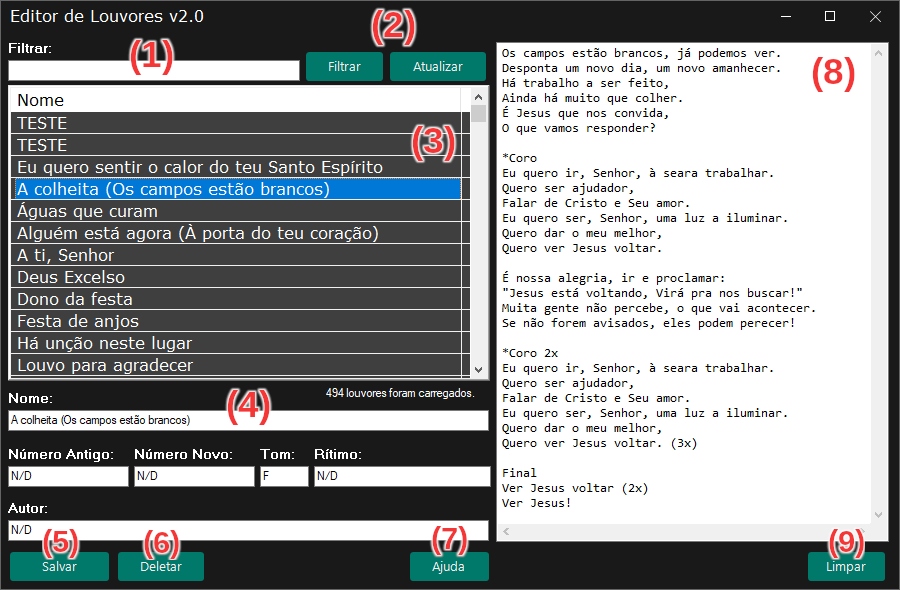 Editor de Louvores v2.0
Filtrar:
(1)
(2)
Filtrar
Atualizar
Nome
TESTE
TESTE
(3)
Eu quero sentir o calor do teu Santo Espírito
A colheita (Os campos estão brancos)
Águas que curam
Alguém está agora (À porta do teu coração)
A ti, Senhor
Deus Excelso
Dono da festa
Festa de anjos
Há unção neste lugar
Louvo para agradecer
494 louvores foram carregados.
Nome:
(4)
A colheita (Os campos estão brancos)
Número Antigo: Número Novo: Tom: Rítimo:
N/D N/D F N/D
Autor:
N/D
(5) (6) (7)
Salvar Deletar Ajuda
Os campos estão brancos, já podemos ver.
Desponta um novo dia, um novo amanhecer.
(8)
Há trabalho a ser feito,
Ainda há muito que colher.
É Jesus que nos convida,
O que vamos responder?
*Coro
Eu quero ir, Senhor, à seara trabalhar.
Quero ser ajudador,
Falar de Cristo e Seu amor.
Eu quero ser, Senhor, uma luz a iluminar.
Quero dar o meu melhor,
Quero ver Jesus voltar.
É nossa alegria, ir e proclamar:
"Jesus está voltando, Virá pra nos buscar!"
Muita gente não percebe, o que vai acontecer.
Se não forem avisados, eles podem perecer!
*Coro 2x
Eu quero ir, Senhor, à seara trabalhar.
Quero ser ajudador,
Falar de Cristo e Seu amor.
Eu quero ser, Senhor, uma luz a iluminar.
Quero dar o meu melhor,
Quero ver Jesus voltar. (3x)
Final
Ver Jesus voltar (2x)
Ver Jesus!
(9)
Limpar